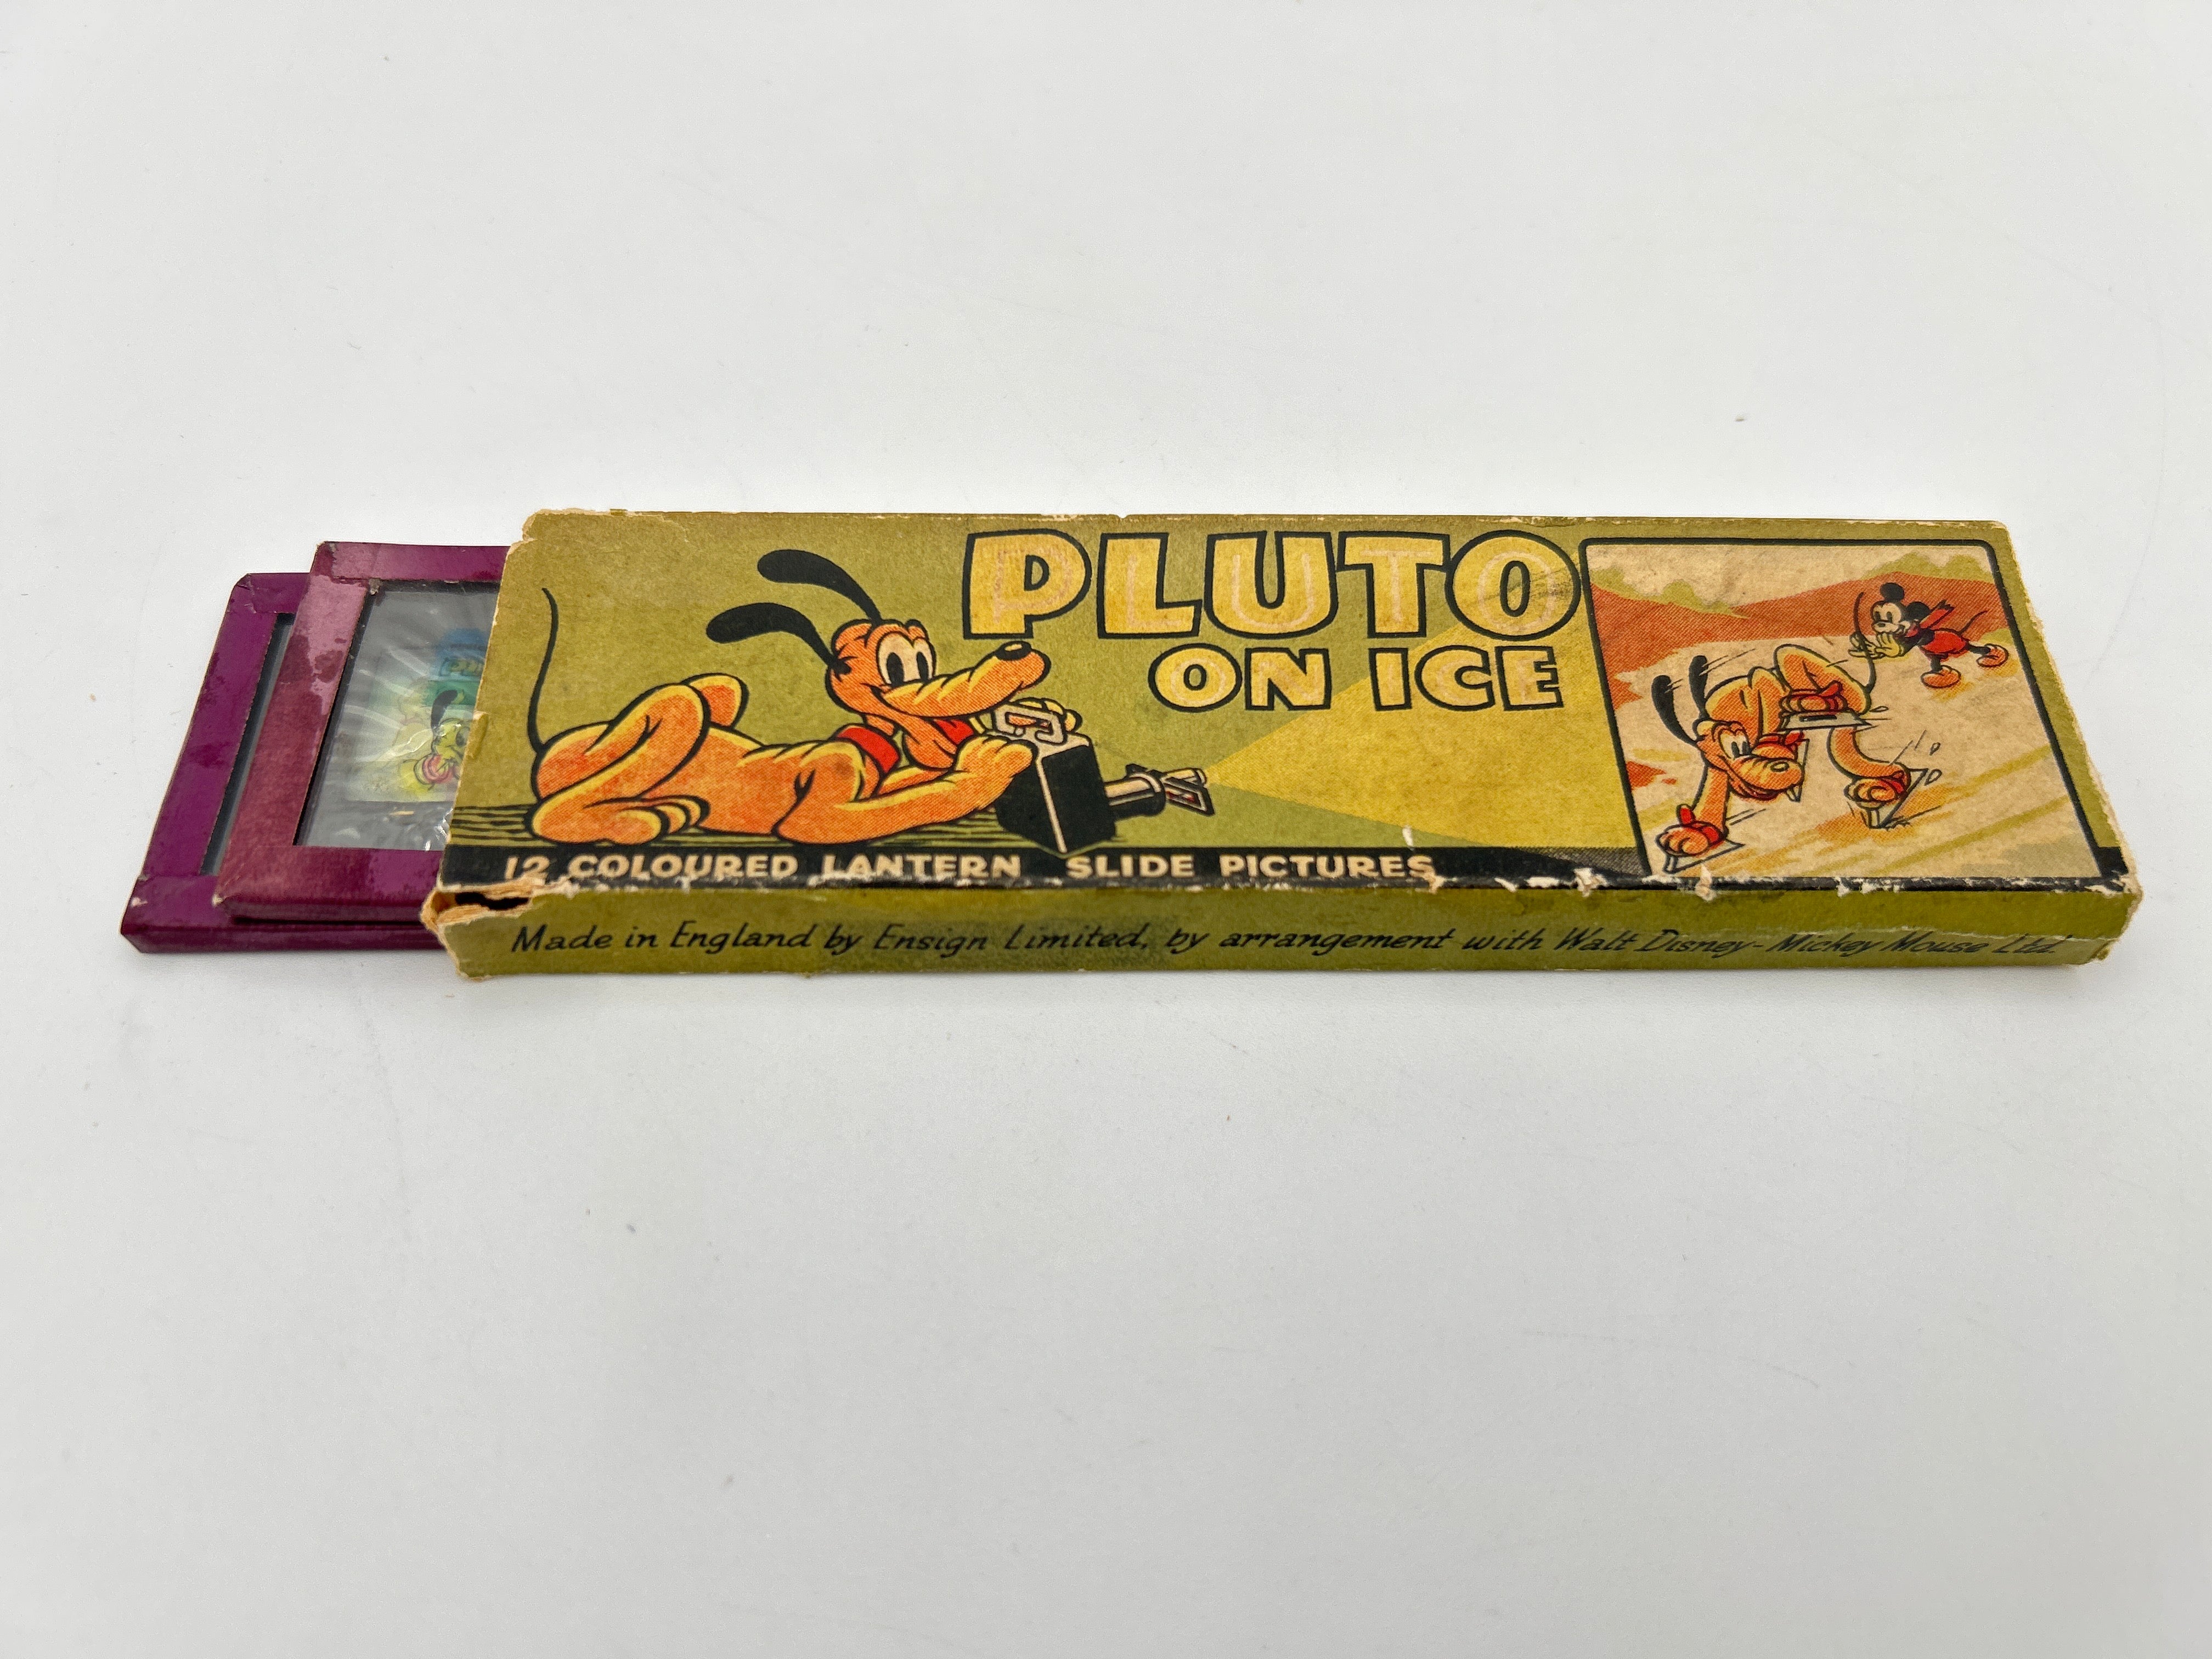 PLUTO
ON ICE
12 COLOURED LANTERN SLIDE PICTURES
Made in England by Ensign Limited, by arrangement with Walt Disney-Mickey Mouse Ltd.